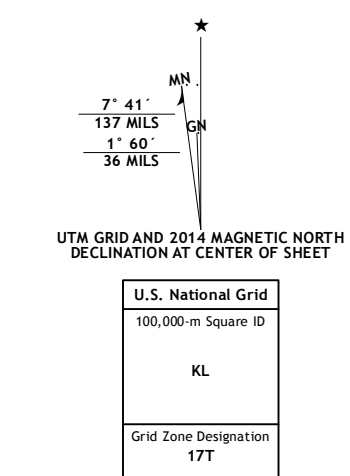 ★
MN
7° 41´
137 MILS
GN
1° 60´
36 MILS
UTM GRID AND 2014 MAGNETIC NORTH
DECLINATION AT CENTER OF SHEET
U.S. National Grid
100,000-m Square ID
KL
Grid Zone Designation
17T